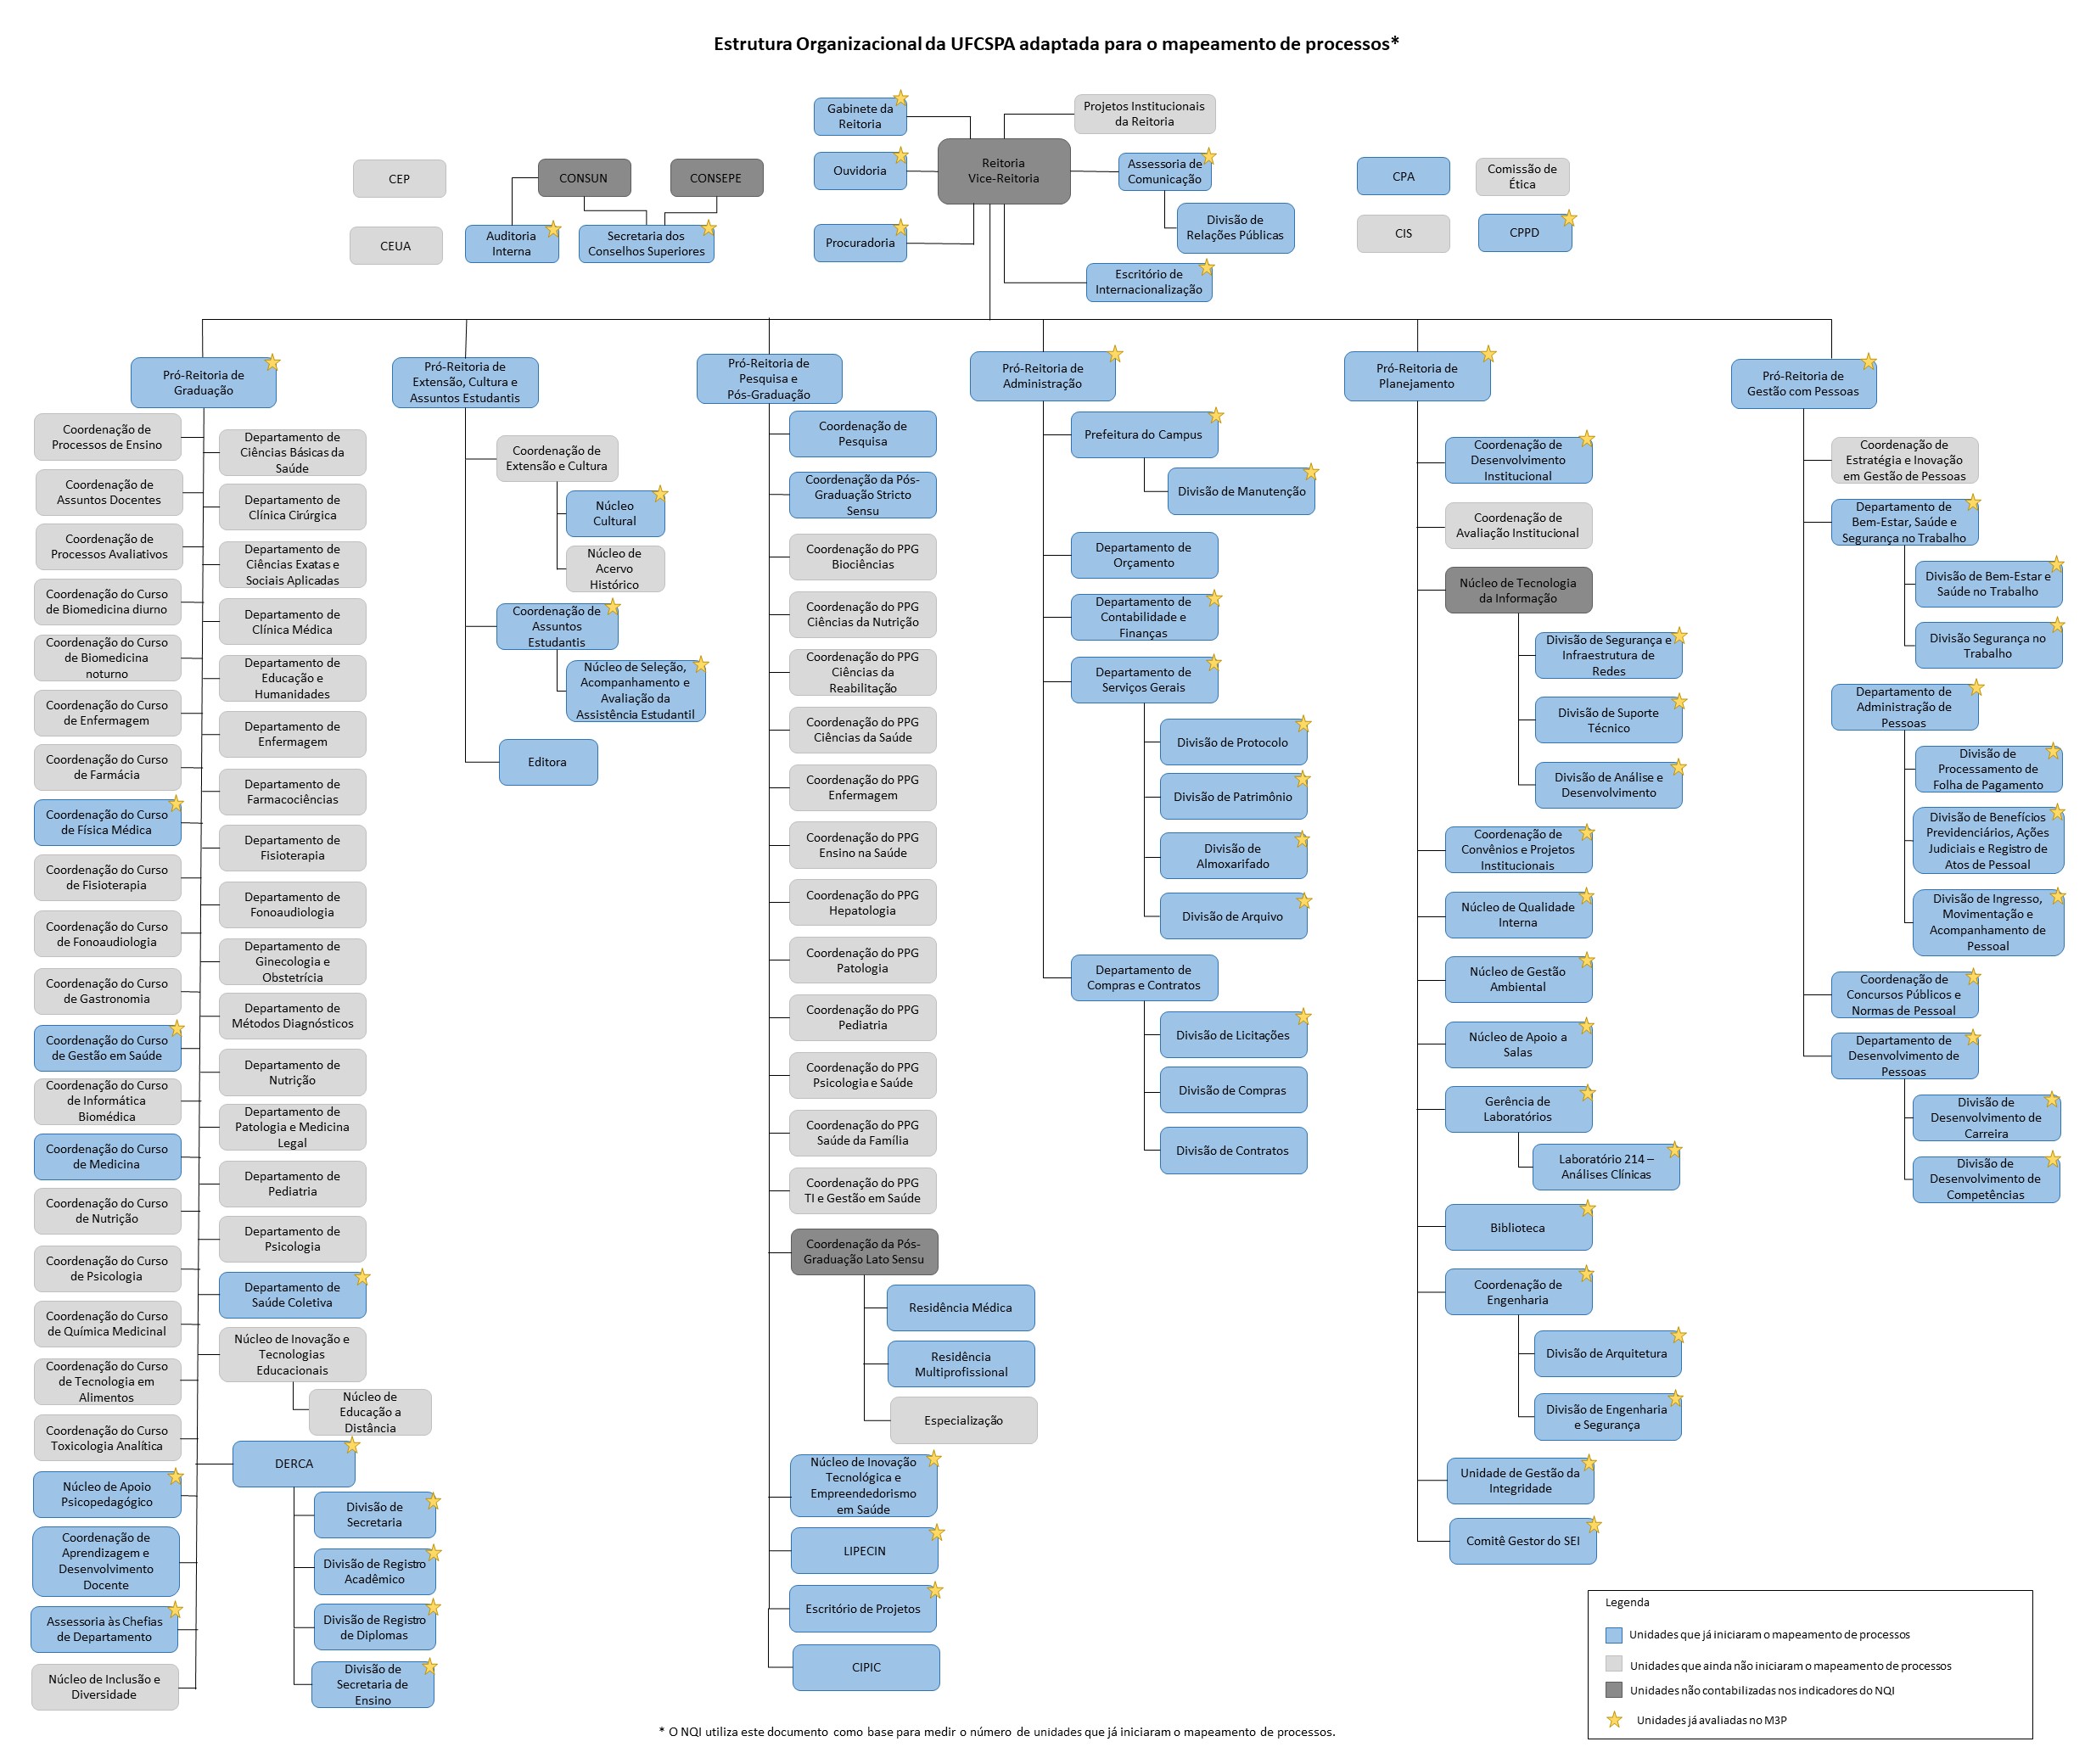 Estrutura Organizacional da UFCSPA adaptada para o mapeamento de processos*
Gabinete da
Reitoria
Projetos Institucionais
da Reitoria
Ouvidoria
Reitoria
Vice-Reitoria
Assessoria de
Comunicação
Procuradoria
Divisão de
Relações Públicas
Escritório de
Internacionalização
CEP
CONSUN
CONSEPE
CEUA
Auditoria
Interna
Secretaria dos
Conselhos Superiores
CPA
Comissão de
Ética
CIS
CPPD
Pró-Reitoria de
Graduação
Coordenação de
Processos de Ensino
Coordenação de
Assuntos Docentes
Coordenação de
Processos Avaliativos
Coordenação do Curso
de Biomedicina diurno
Coordenação do Curso
de Biomedicina
noturno
Coordenação do Curso
de Enfermagem
Coordenação do Curso
de Farmácia
Coordenação do Curso
de Física Médica
Coordenação do Curso
de Fisioterapia
Coordenação do Curso
de Fonoaudiologia
Coordenação do Curso
de Gastronomia
Coordenação do Curso
de Gestão em Saúde
Coordenação do Curso
de Informática
Biomédica
Coordenação do Curso
de Medicina
Coordenação do Curso
de Nutrição
Coordenação do Curso
de Psicologia
Coordenação do Curso
de Química Medicinal
Coordenação do Curso
de Tecnologia em
Alimentos
Coordenação do Curso
Toxicologia Analítica
Núcleo de Apoio
Psicopedagógico
Coordenação de
Aprendizagem e
Desenvolvimento
Docente
Assessoria às Chefias
de Departamento
Núcleo de Inclusão e
Diversidade
Departamento de
Ciências Básicas da
Saúde
Departamento de
Clínica Cirúrgica
Departamento de
Ciências Exatas e
Sociais Aplicadas
Departamento de
Clínica Médica
Departamento de
Educação e
Humanidades
Departamento de
Enfermagem
Departamento de
Farmacociências
Departamento de
Fisioterapia
Departamento de
Fonoaudiologia
Departamento de
Ginecologia e
Obstetrícia
Departamento de
Métodos Diagnósticos
Departamento de
Nutrição
Departamento de
Patologia e Medicina
Legal
Departamento de
Pediatria
Departamento de
Psicologia
Departamento de
Saúde Coletiva
Núcleo de Inovação e
Tecnologias
Educacionais
Núcleo de
Educação a
Distância
DERCA
Divisão de
Secretaria
Divisão de Registro
Acadêmico
Divisão de Registro
de Diplomas
Divisão de
Secretaria de
Ensino
Pró-Reitoria de
Extensão, Cultura e
Assuntos Estudantis
Coordenação de
Extensão e Cultura
Núcleo
Cultural
Núcleo de
Acervo
Histórico
Coordenação de
Assuntos
Estudantis
Núcleo de Seleção,
Acompanhamento e
Avaliação da
Assistência Estudantil
Editora
Pró-Reitoria de
Pesquisa e
Pós-Graduação
Coordenação de
Pesquisa
Coordenação da Pós-
Graduação Stricto
Sensu
Coordenação do PPG
Biociências
Coordenação do PPG
Ciências da Nutrição
Coordenação do PPG
Ciências da
Reabilitação
Coordenação do PPG
Ciências da Saúde
Coordenação do PPG
Enfermagem
Coordenação do PPG
Ensino na Saúde
Coordenação do PPG
Hepatologia
Coordenação do PPG
Patologia
Coordenação do PPG
Pediatria
Coordenação do PPG
Psicologia e Saúde
Coordenação do PPG
Saúde da Família
Coordenação do PPG
TI e Gestão em Saúde
Coordenação da Pós-
Graduação Lato Sensu
Residência Médica
Residência
Multiprofissional
Especialização
Núcleo de Inovação
Tecnológica e
Empreendedorismo
em Saúde
LIPECIN
Escritório de Projetos
CIPIC
Pró-Reitoria de
Administração
Prefeitura do Campus
Divisão de Manutenção
Departamento de
Orçamento
Departamento de
Contabilidade e
Finanças
Departamento de
Serviços Gerais
Divisão de Protocolo
Divisão de Patrimônio
Divisão de
Almoxarifado
Divisão de Arquivo
Departamento de
Compras e Contratos
Divisão de Licitações
Divisão de Compras
Divisão de Contratos
Pró-Reitoria de
Planejamento
Coordenação de
Desenvolvimento
Institucional
Coordenação de
Avaliação Institucional
Núcleo de Tecnologia
da Informação
Divisão de Segurança e
Infraestrutura de
Redes
Divisão de Suporte
Técnico
Divisão de Análise e
Desenvolvimento
Coordenação de
Convênios e Projetos
Institucionais
Núcleo de Qualidade
Interna
Núcleo de Gestão
Ambiental
Núcleo de Apoio a
Salas
Gerência de
Laboratórios
Laboratório 214 –
Análises Clínicas
Biblioteca
Coordenação de
Engenharia
Divisão de Arquitetura
Divisão de Engenharia
e Segurança
Unidade de Gestão da
Integridade
Comitê Gestor do SEI
Pró-Reitoria de
Gestão com Pessoas
Coordenação de
Estratégia e Inovação
em Gestão de Pessoas
Departamento de
Bem-Estar, Saúde e
Segurança no Trabalho
Divisão de Bem-Estar e
Saúde no Trabalho
Divisão Segurança no
Trabalho
Departamento de
Administração de
Pessoas
Divisão de
Processamento de
Folha de Pagamento
Divisão de Benefícios
Previdenciários, Ações
Judiciais e Registro de
Atos de Pessoal
Divisão de Ingresso,
Movimentação e
Acompanhamento de
Pessoal
Coordenação de
Concursos Públicos e
Normas de Pessoal
Departamento de
Desenvolvimento de
Pessoas
Divisão de
Desenvolvimento de
Carreira
Divisão de
Desenvolvimento de
Competências
Legenda
Unidades que já iniciaram o mapeamento de processos
Unidades que ainda não iniciaram o mapeamento de processos
Unidades não contabilizadas nos indicadores do NQI
Unidades já avaliadas no M3P
* O NQI utiliza este documento como base para medir o número de unidades que já iniciaram o mapeamento de processos.